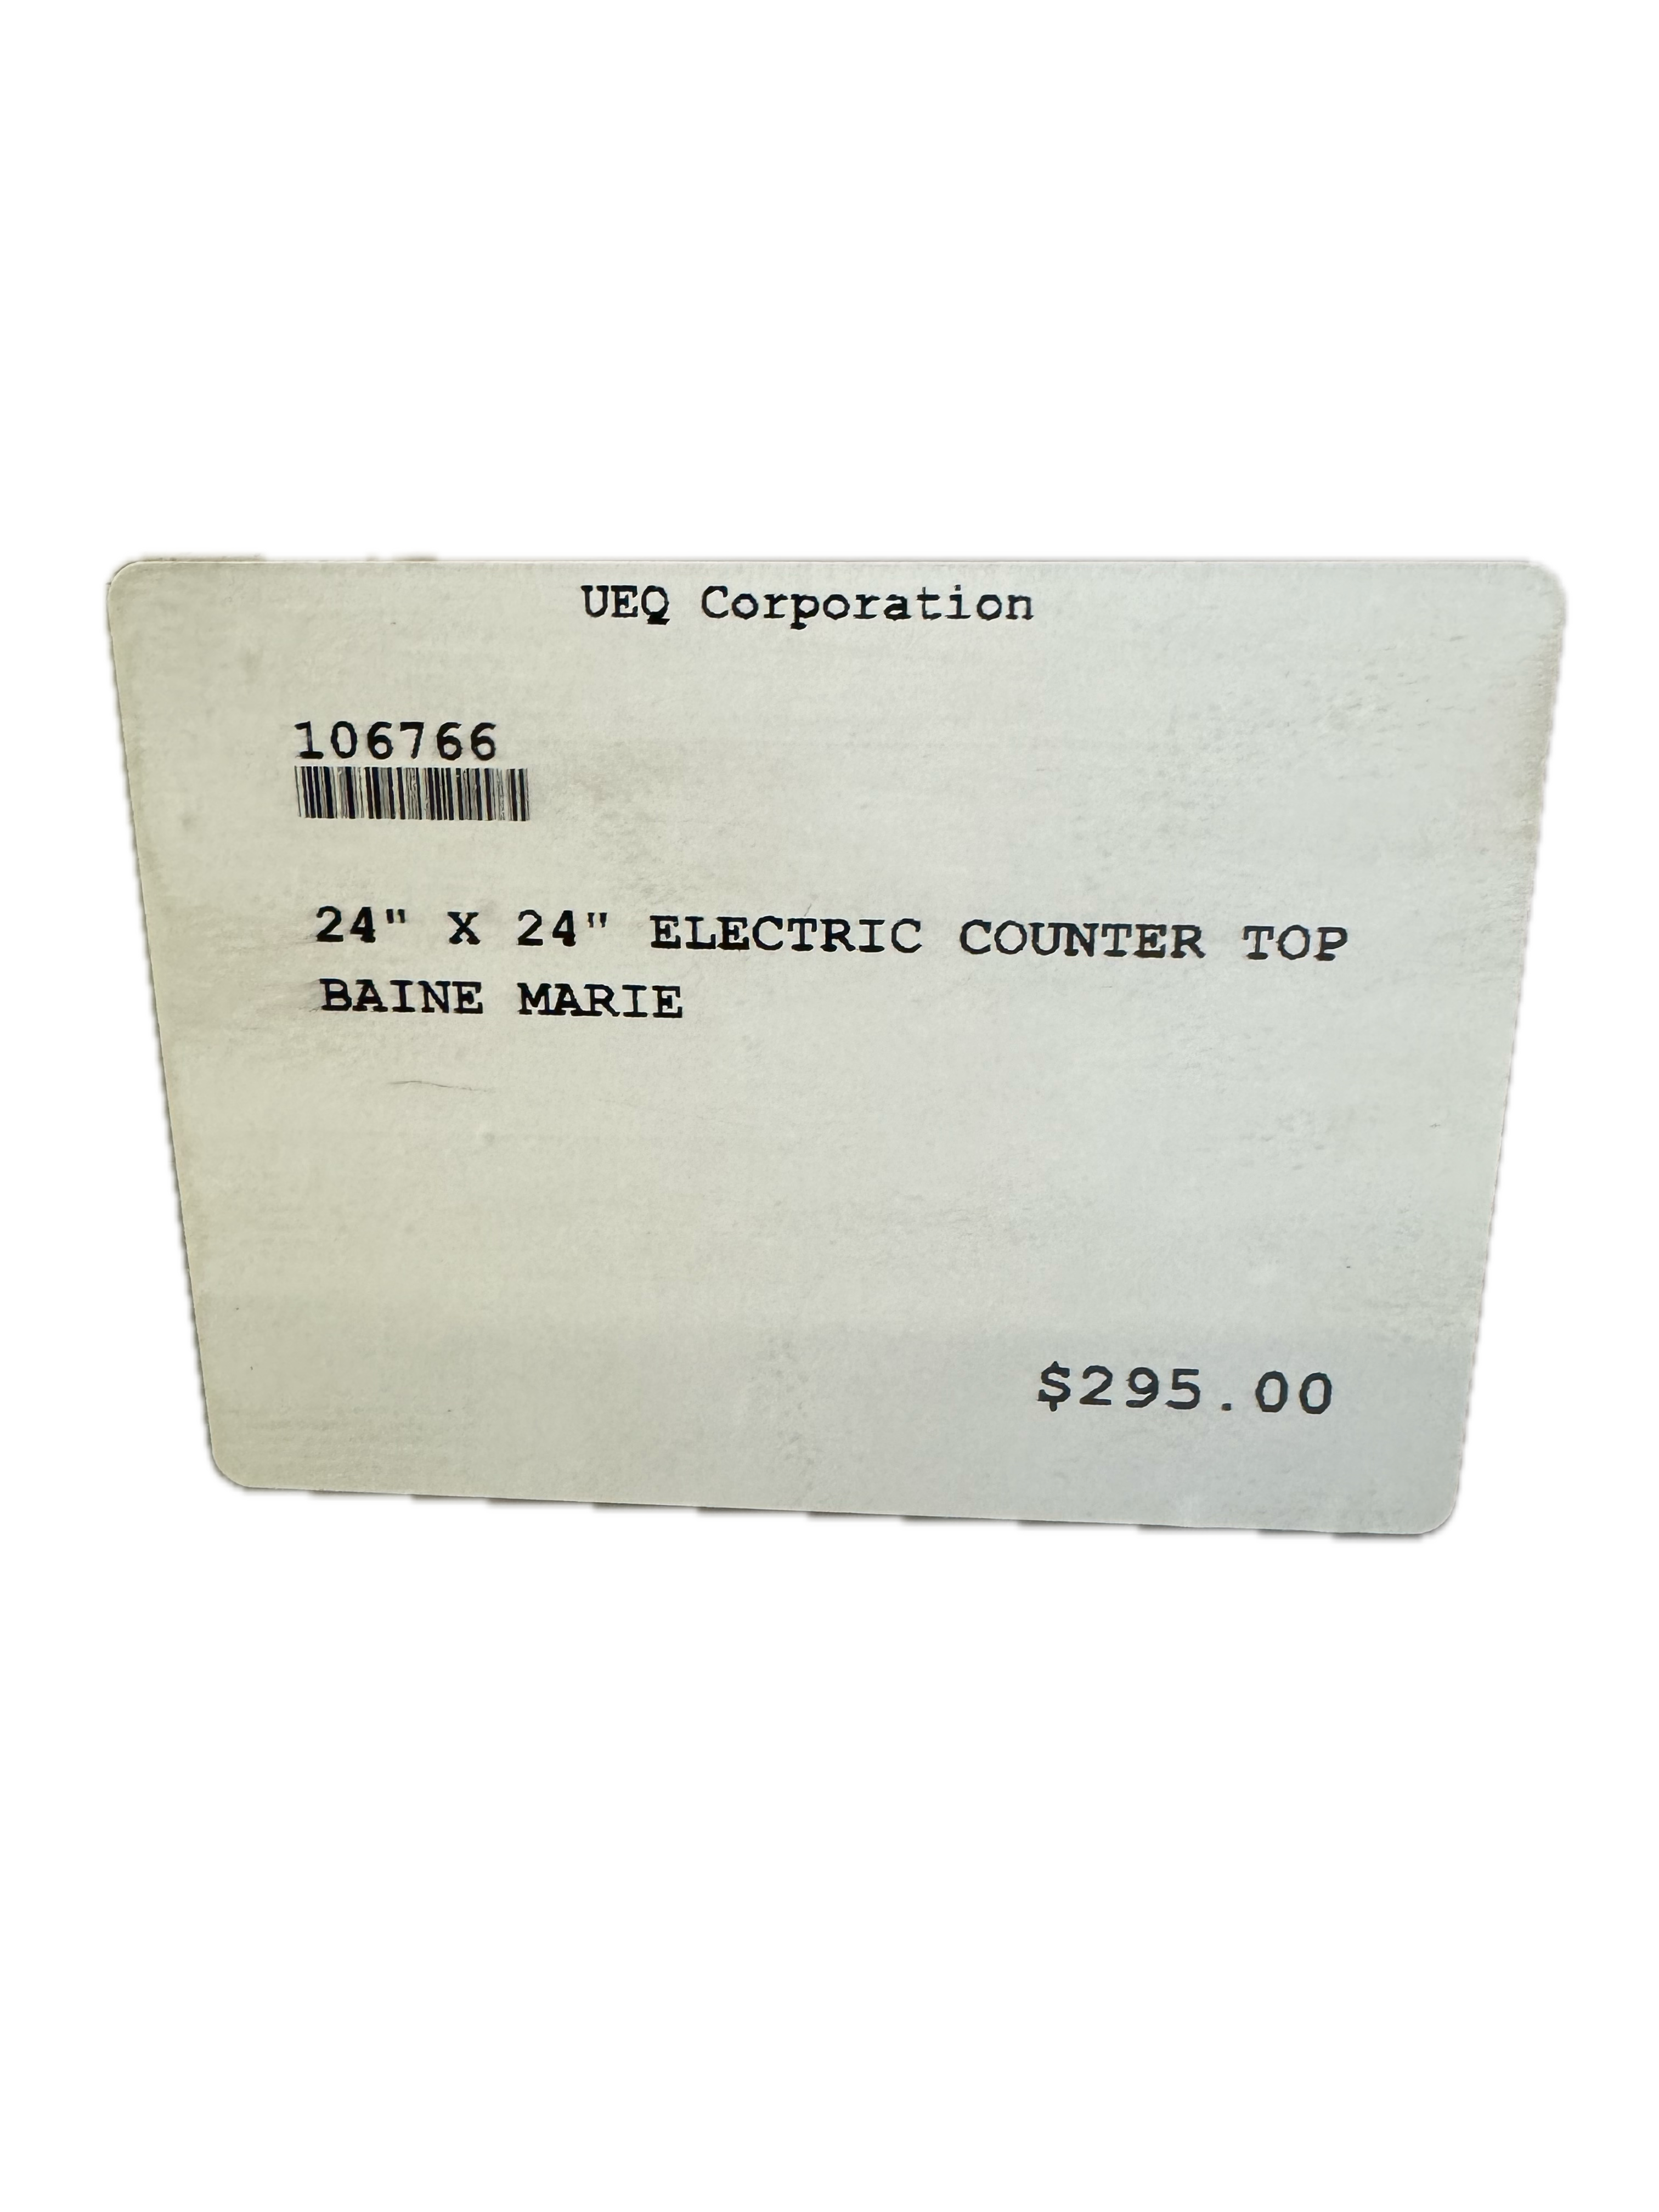 UEQ Corporation
106766
24" X 24" ELECTRIC COUNTER TOP
BAINE MARIE
$295.00